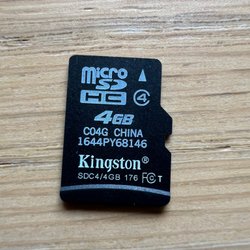 micro
SD
HC 4
4GB
C04G CHINA
1644PY68146
Kingston
SDC4/4GB 176 FC T